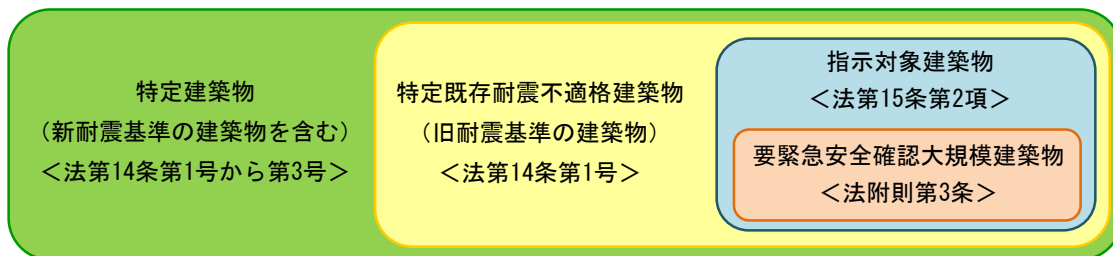 特定建築物
（新耐震基準の建築物を含む）
＜法第14条第1号から第3号＞
特定既存耐震不適格建築物
（旧耐震基準の建築物）
＜法第14条第1号＞
指示対象建築物
＜法第15条第2項＞
要緊急安全確認大規模建築物
＜法附則第3条＞